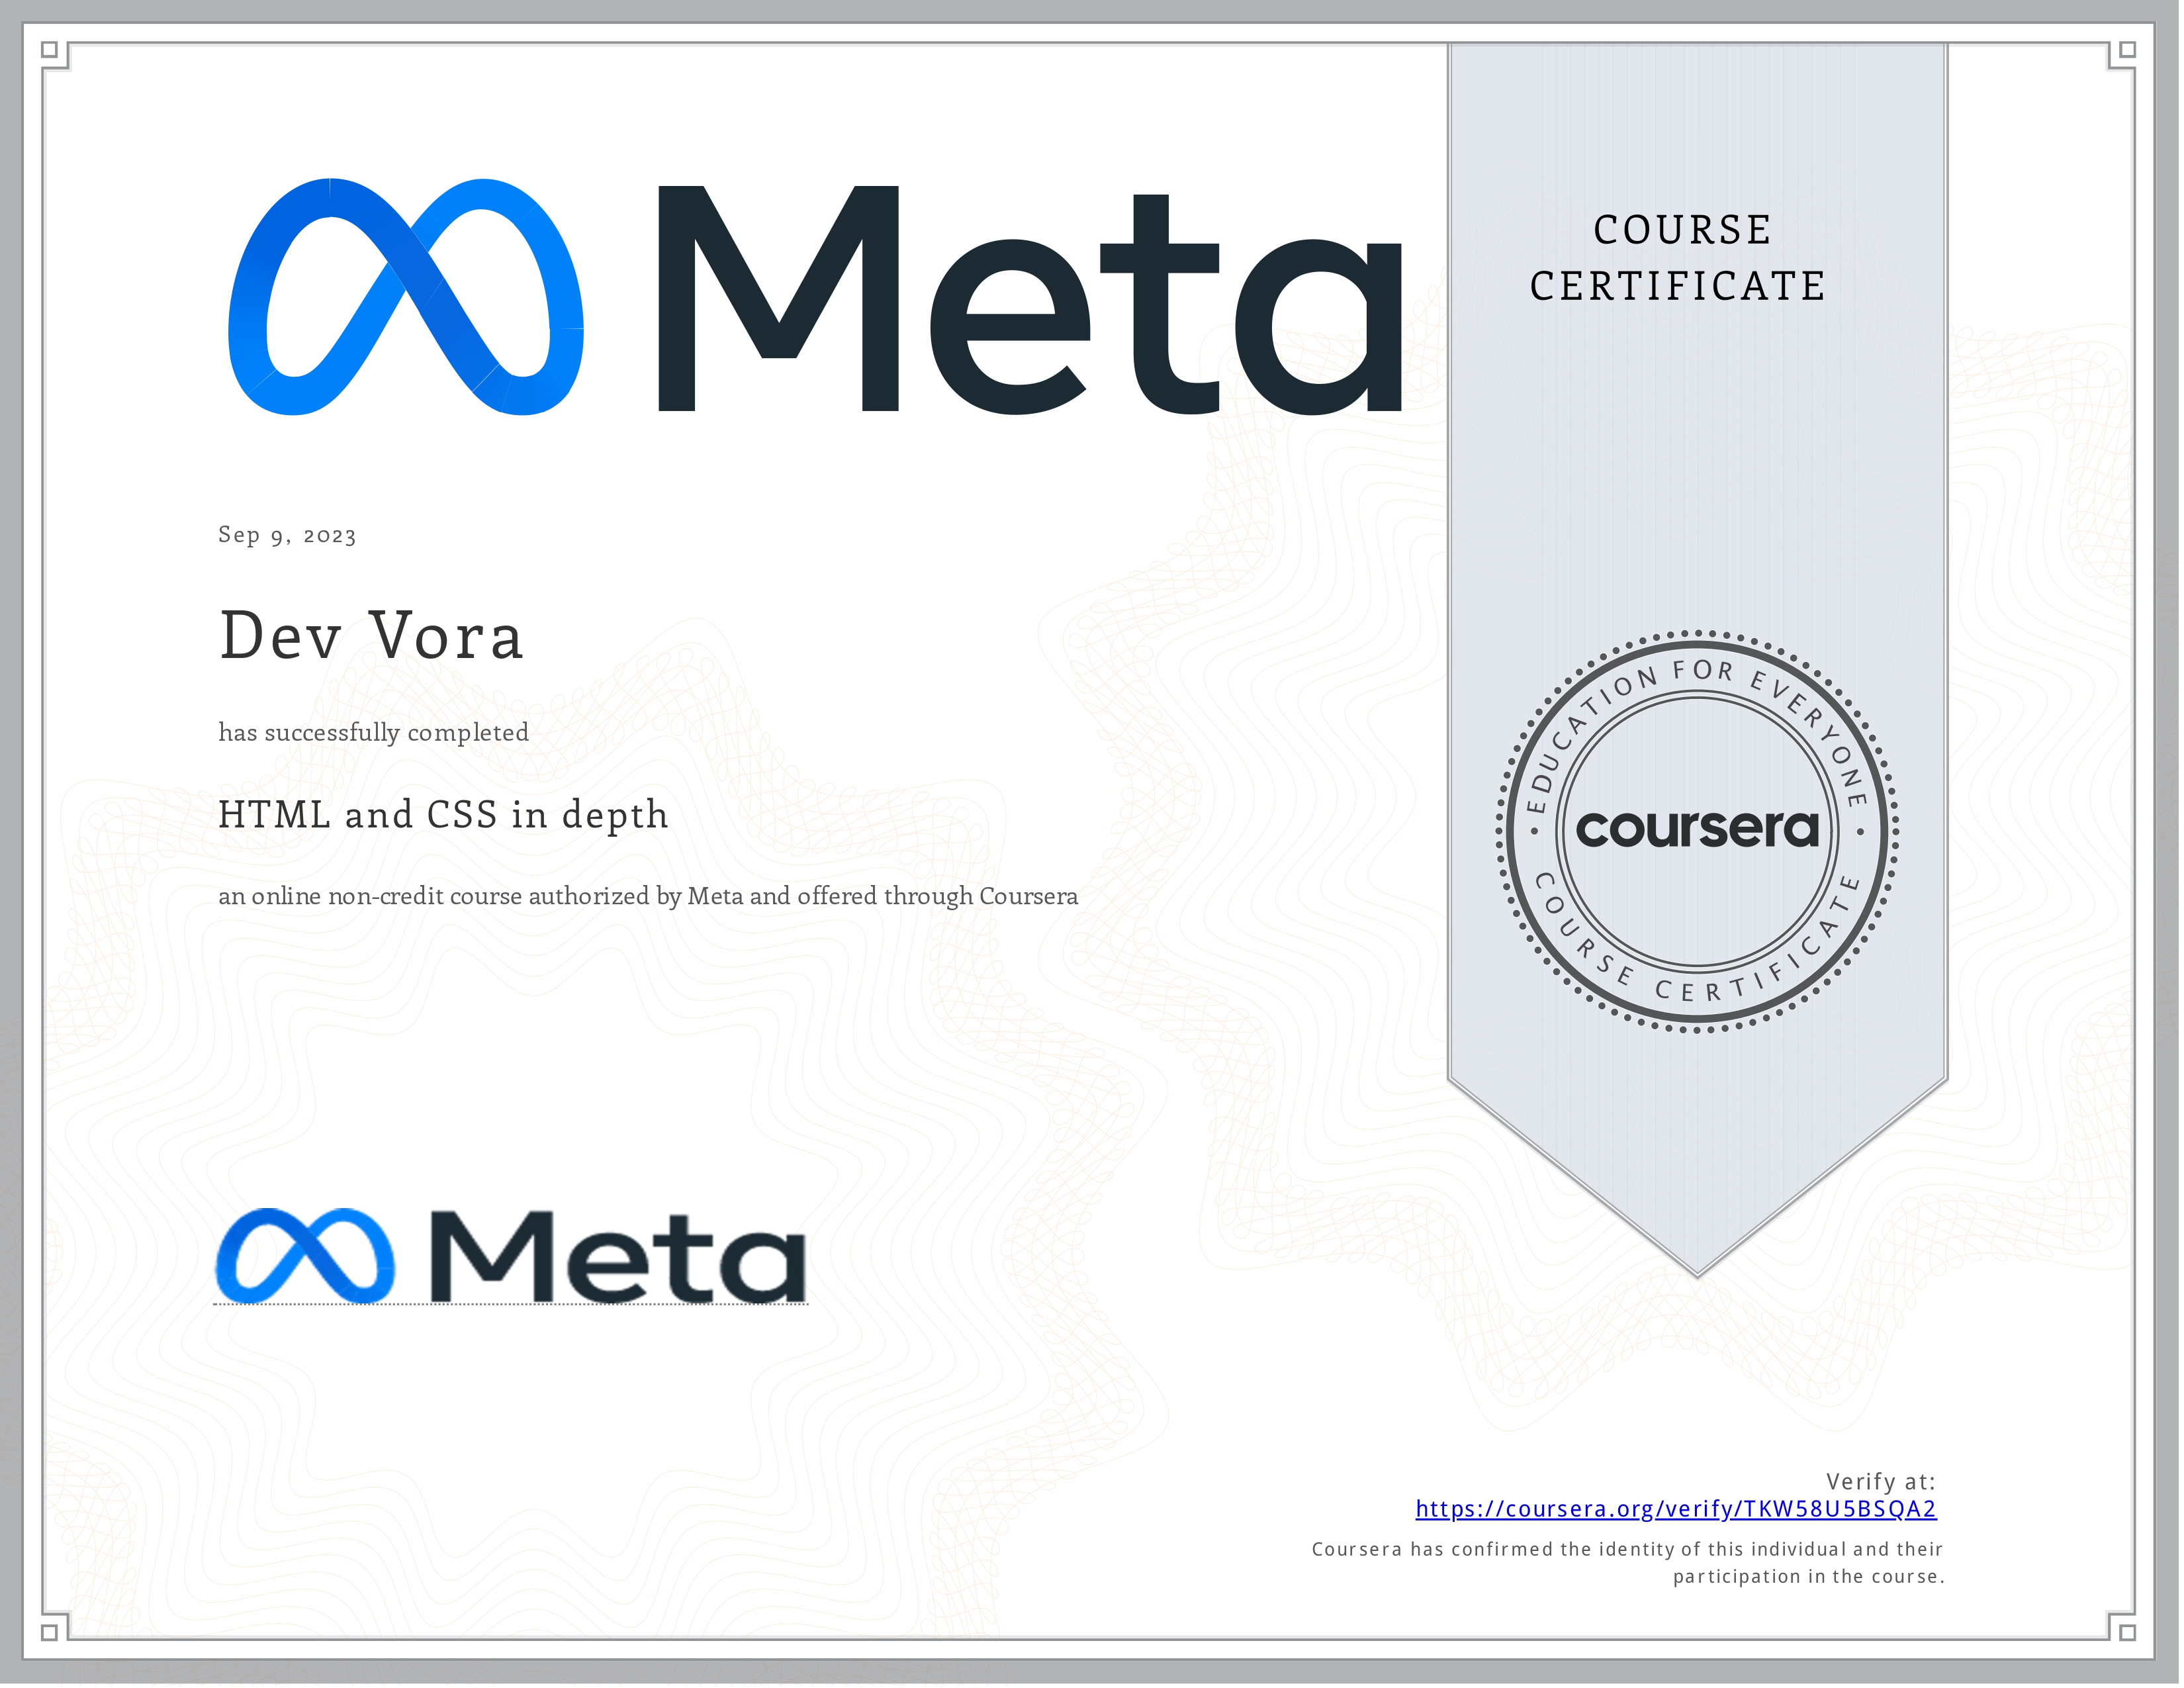 Meta
COURSE
CERTIFICATE
Sep 9, 2023
Dev Vora
has successfully completed
HTML and CSS in depth
an online non-credit course authorized by Meta and offered through Coursera
EDUCATION FOR EVERYONE
coursera
COURSE CERTIFICATE
Meta
Verify at:
https://coursera.org/verify/TKW58U5BSQA2
Coursera has confirmed the identity of this individual and their
participation in the course.